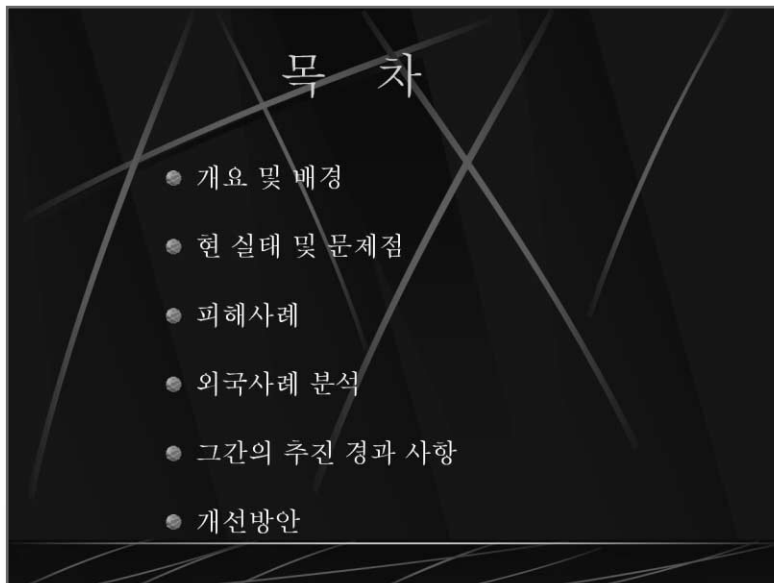 목 차
개요 및 배경
현 실태 및 문제점
피해사례
외국사례 분석
그간의 추진 경과 사항
개선방안